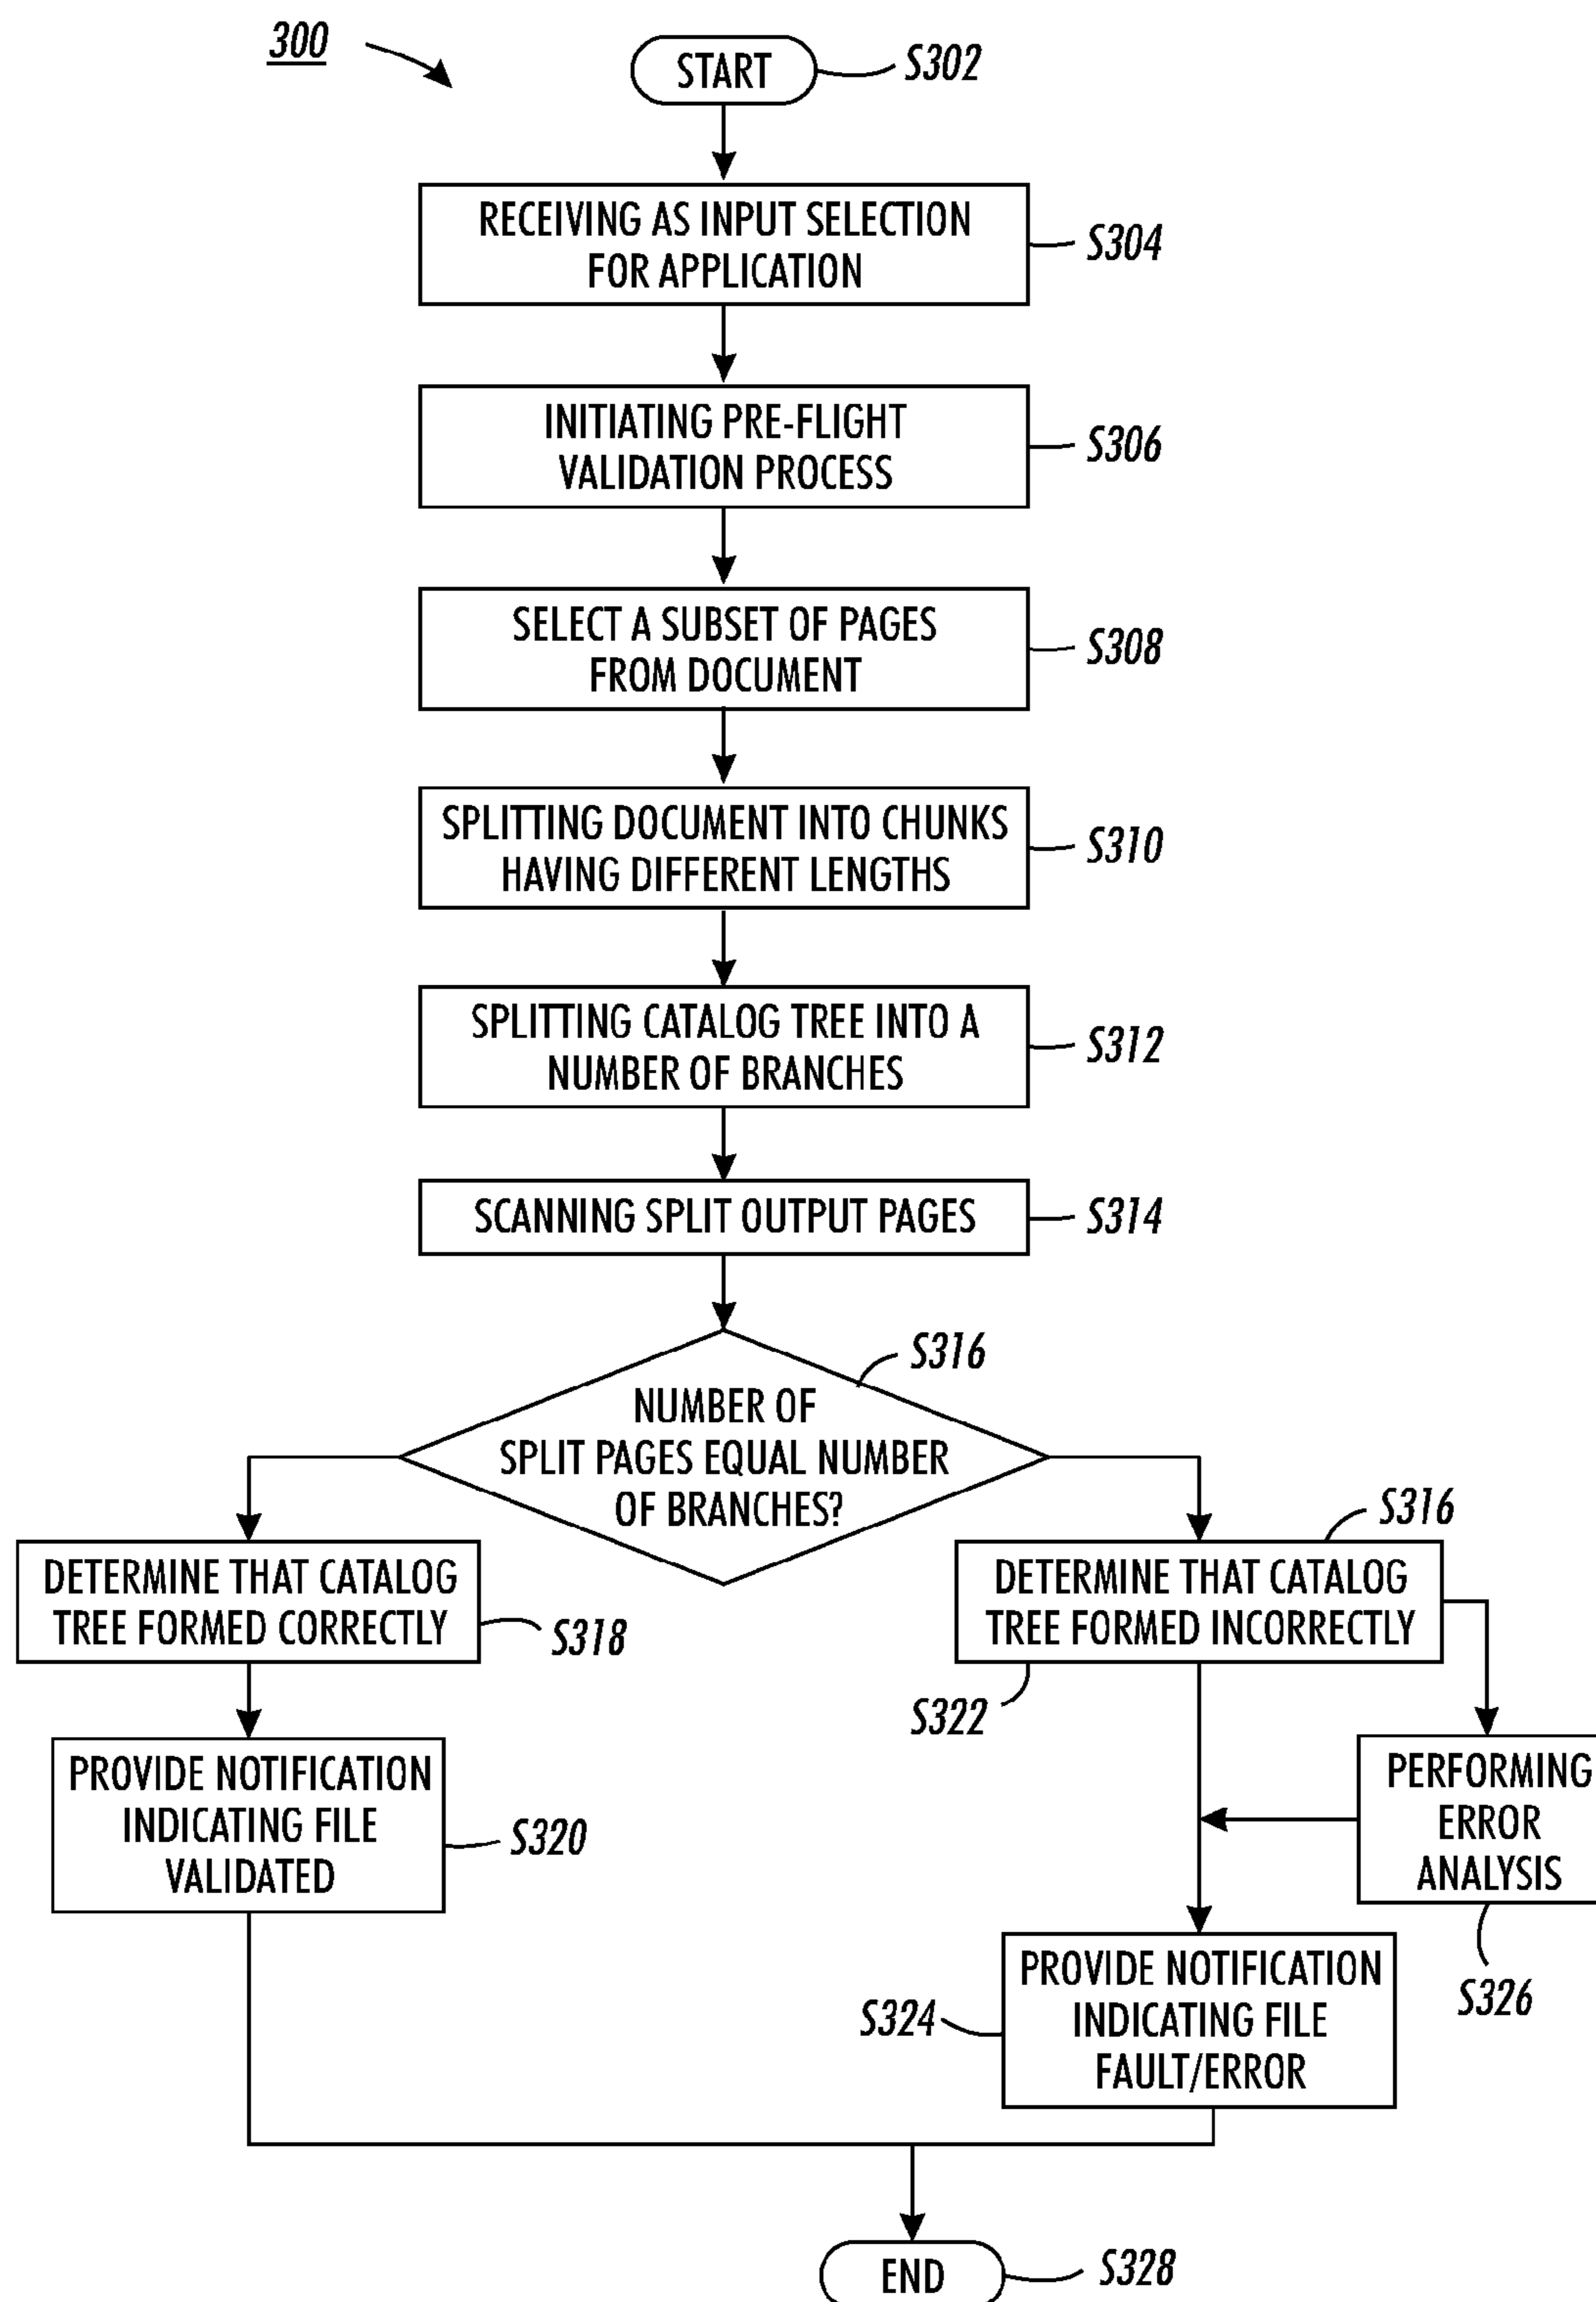 300
START
S302
RECEIVING AS INPUT SELECTION
FOR APPLICATION
S304
INITIATING PRE-FLIGHT
VALIDATION PROCESS
S306
SELECT A SUBSET OF PAGES
FROM DOCUMENT
S308
SPLITTING DOCUMENT INTO CHUNKS
HAVING DIFFERENT LENGTHS
S310
SPLITTING CATALOG TREE INTO A
NUMBER OF BRANCHES
S312
SCANNING SPLIT OUTPUT PAGES
S314
S316
NUMBER OF
SPLIT PAGES EQUAL NUMBER
OF BRANCHES?
DETERMINE THAT CATALOG
TREE FORMED CORRECTLY
S318
S316
DETERMINE THAT CATALOG
TREE FORMED INCORRECTLY
S322
PROVIDE NOTIFICATION
INDICATING FILE
VALIDATED
S320
PERFORMING
ERROR
ANALYSIS
S326
PROVIDE NOTIFICATION
INDICATING FILE
FAULT/ERROR
S324
END
S328